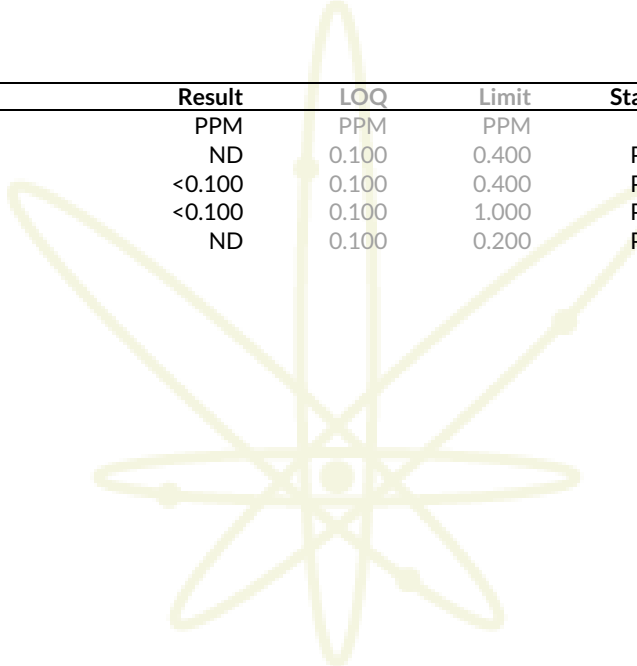 Result LOQ Limit Sta
PPM PPM PPM
ND 0.100 0.400 P
<0.100 0.100 0.400 P
<0.100 0.100 1.000 P
ND 0.100 0.200 P